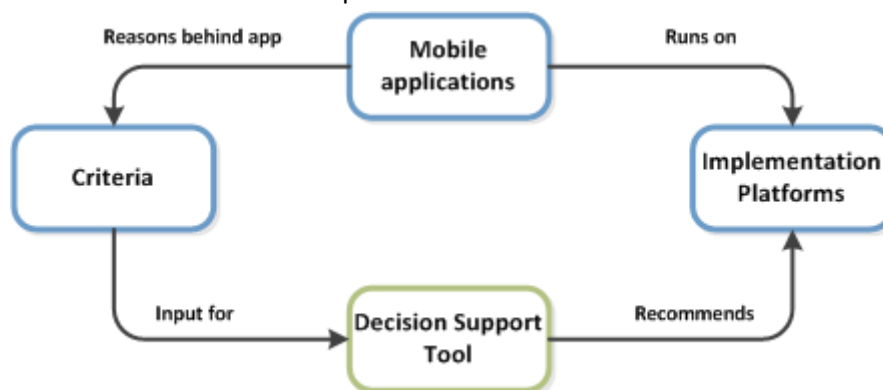 Reasons behind app
Mobile
applications
Runs on
Criteria
Implementation
Platforms
Input for
Decision Support
Tool
Recommends